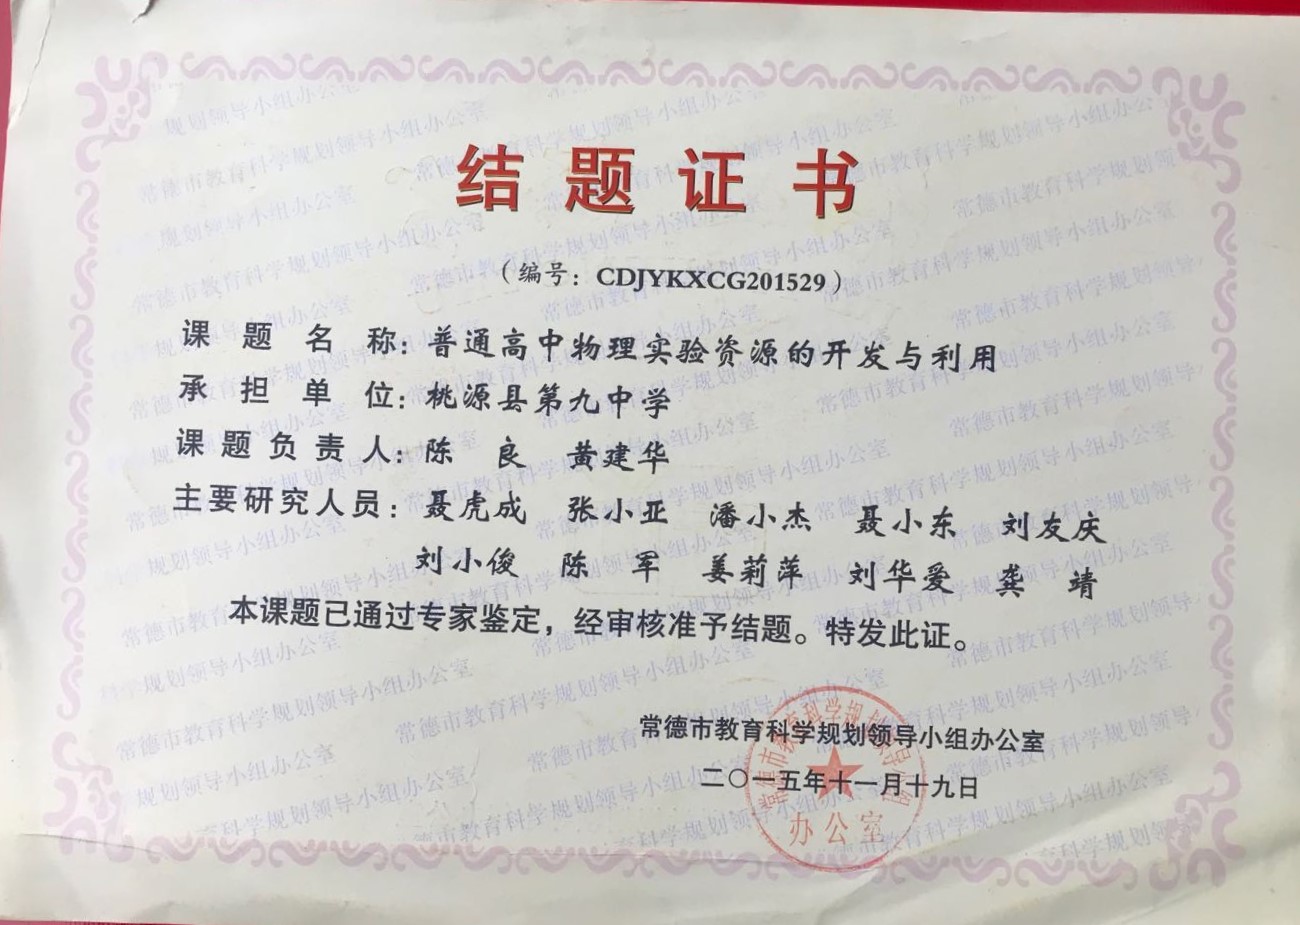 结题证书
（编号：CDJYKXCG201529）
课题名称：普通高中物理实验资源的开发与利用
承担单位：桃源县第九中学
课题负责人：陈 良 黄建华
主要研究人员：聂虎成 张小亚 潘小杰 聂小东 刘友庆
刘小俊 陈 军 姜莉萍 刘华爱 龚 靖
本课题已通过专家鉴定，经审核准予结题。特发此证。
常德市教育科学规划领导小组办公室
二〇一五年十一月十九日
办公室